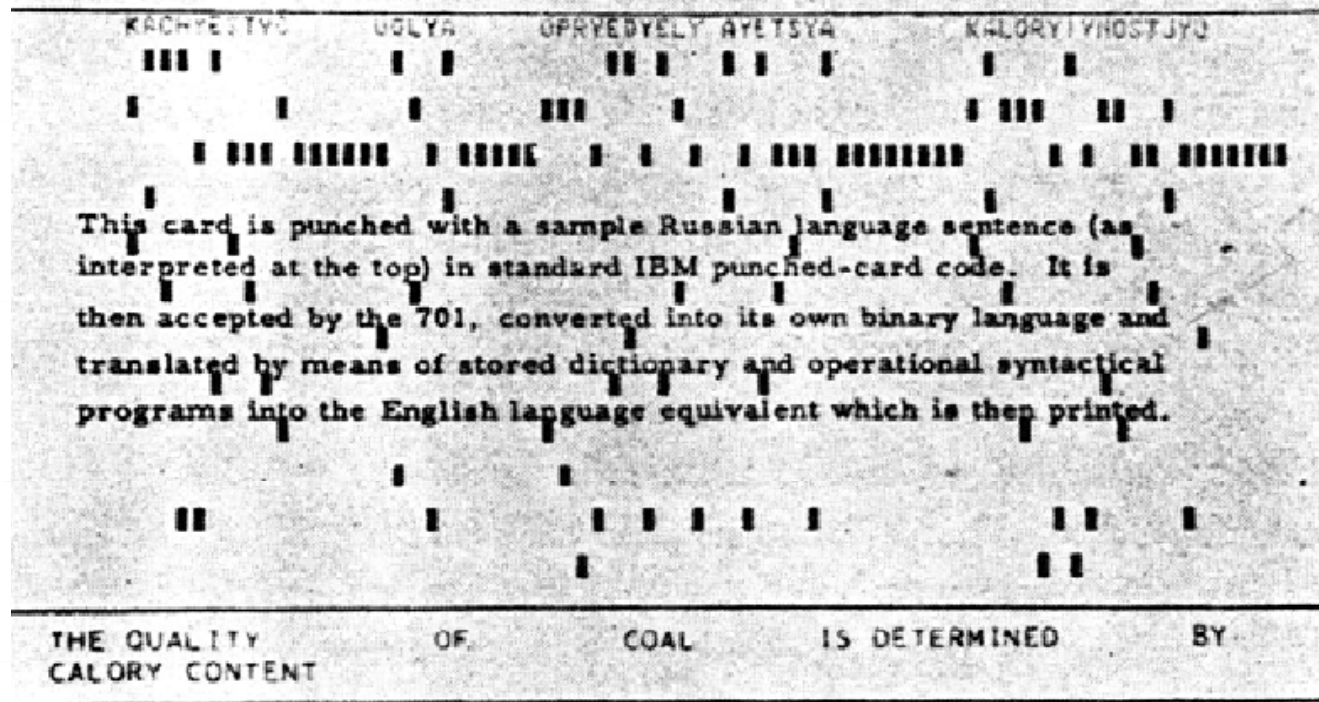 KACHYESTVO UGLYA OPRYEDYELY AYETSYA KALORYIYNOSTJYU
This card is punched with a sample Russian language sentence (as
interpreted at the top) in standard IBM punched-card code. It is
then accepted by the 701, converted into its own binary language and
translated by means of stored dictionary and operational syntactical
programs into the English language equivalent which is then printed.
THE QUALITY OF COAL IS DETERMINED BY
CALORY CONTENT